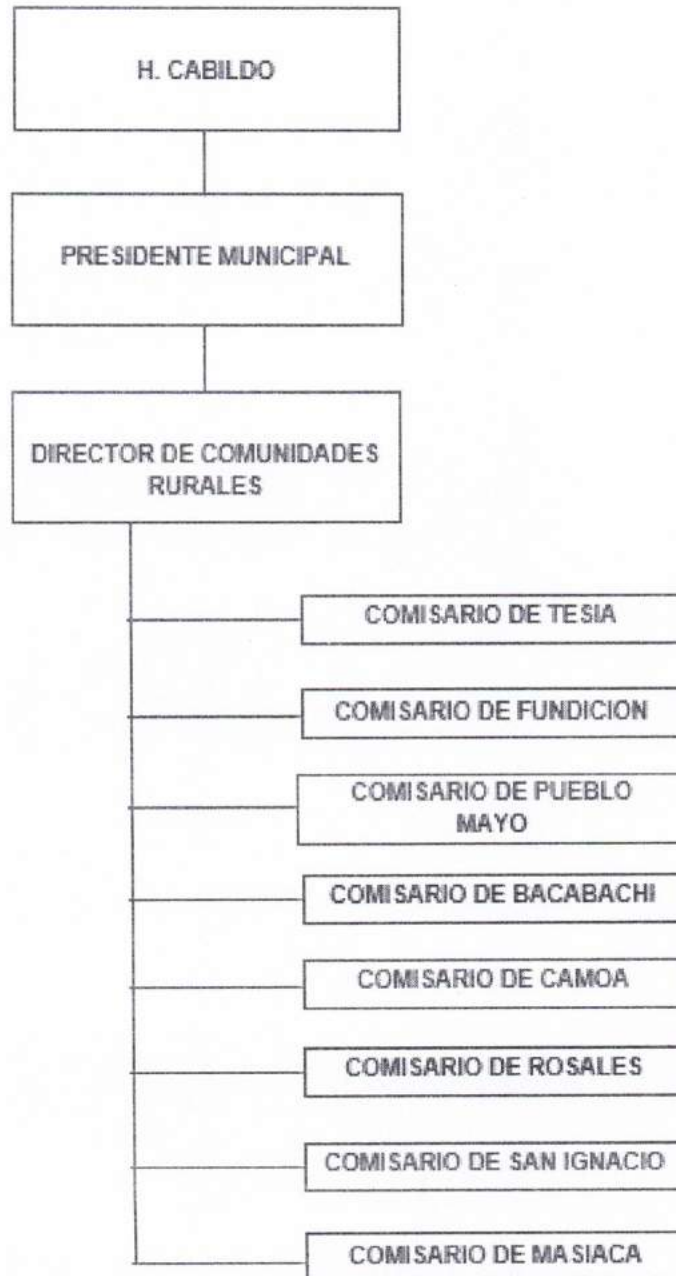 H. CABILDO
PRESIDENTE MUNICIPAL
DIRECTOR DE COMUNIDADES
RURALES
COMISARIO DE TESIA
COMISARIO DE FUNDICION
COMISARIO DE PUEBLO
MAYO
COMISARIO DE BACABACHI
COMISARIO DE CAMOA
COMISARIO DE ROSALES
COMISARIO DE SAN IGNACIO
COMISARIO DE MASIACA